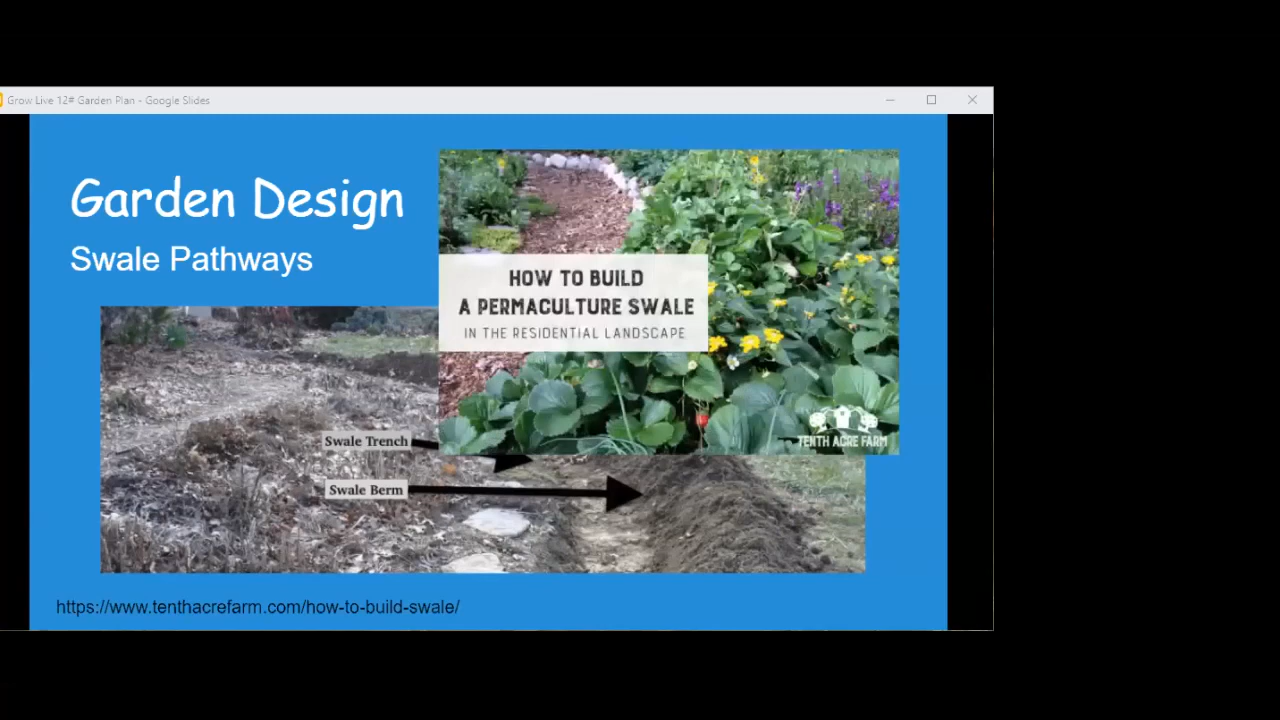 Grow Live 12# Garden Plan - Google Slides
Garden Design
Swale Pathways
HOW TO BUILD
A PERMACULTURE SWALE
IN THE RESIDENTIAL LANDSCAPE
TENTH ACRE FARM
Swale Trench
Swale Berm
https://www.tenthacrefarm.com/how-to-build-swale/